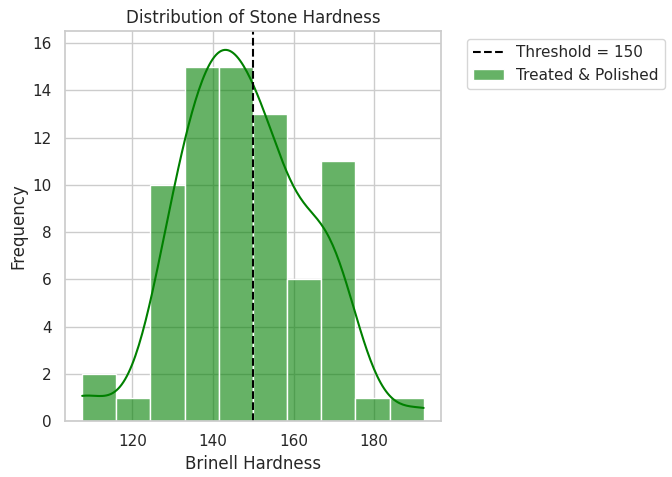 Distribution of Stone Hardness
16
14
12
10
8
6
4
2
0
Frequency
120
140
160
180
Brinell Hardness
Threshold = 150
Treated & Polished